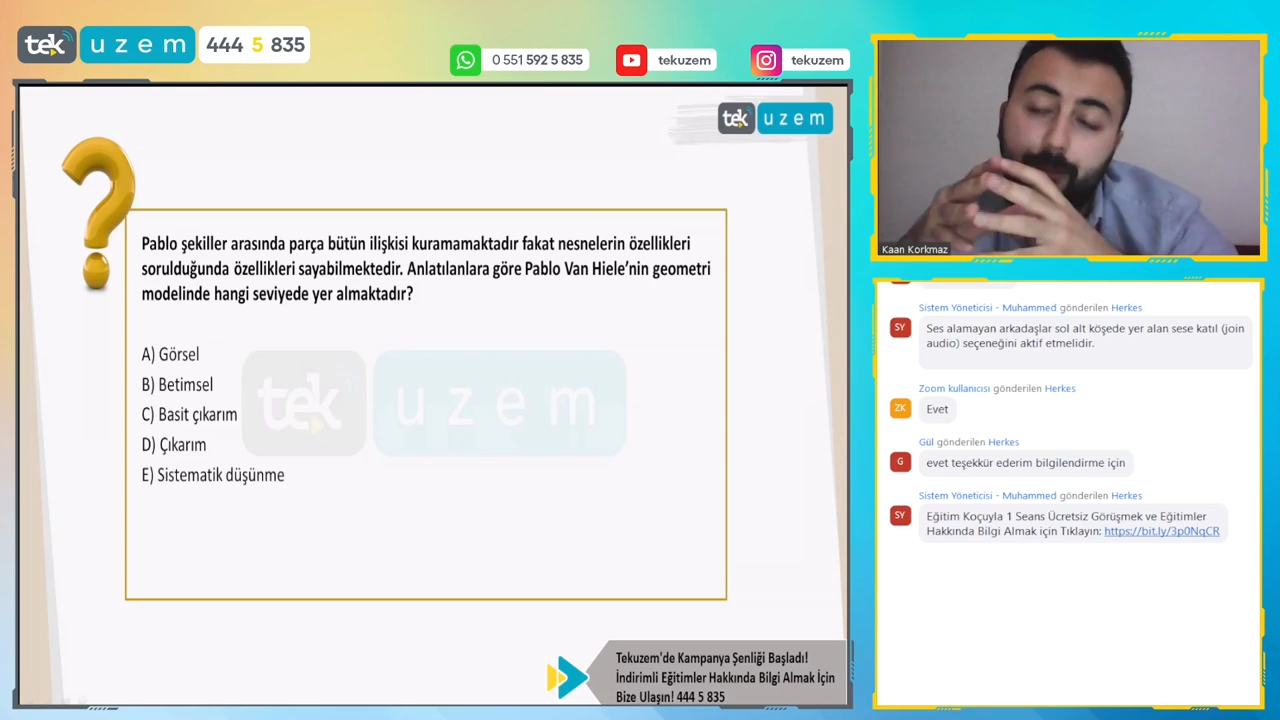 tek uzem 444 5 835
0 551 592 5 835
tekuzem
tekuzem
tek uzem
Pablo şekiller arasında parça bütün ilişkisi kuramamaktadır fakat nesnelerin özellikleri
sorulduğunda özellikleri sayabilmektedir. Anlatılanlara göre Pablo Van Hiele’nin geometri
modelinde hangi seviyede yer almaktadır?
A) Görsel
B) Betimsel
C) Basit çıkarım
D) Çıkarım
E) Sistematik düşünme
tek uzem
Tekuzem'de Kampanya Şenliği Başladı!
İndirimli Eğitimler Hakkında Bilgi Almak İçin
Bize Ulaşın! 444 5 835
Kaan Korkmaz
Sistem Yöneticisi - Muhammed gönderilen Herkes
SY
Ses alamayan arkadaşlar sol alt köşede yer alan sese katıl (join
audio) seçeneğini aktif etmelidir.
Zoom kullanıcısı gönderilen Herkes
ZK
Evet
Gül gönderilen Herkes
G
evet teşekkür ederim bilgilendirme için
Sistem Yöneticisi - Muhammed gönderilen Herkes
SY
Eğitim Koçuyla 1 Seans Ücretsiz Görüşmek ve Eğitimler
Hakkında Bilgi Almak için Tıklayın: https://bit.ly/3p0NqCR